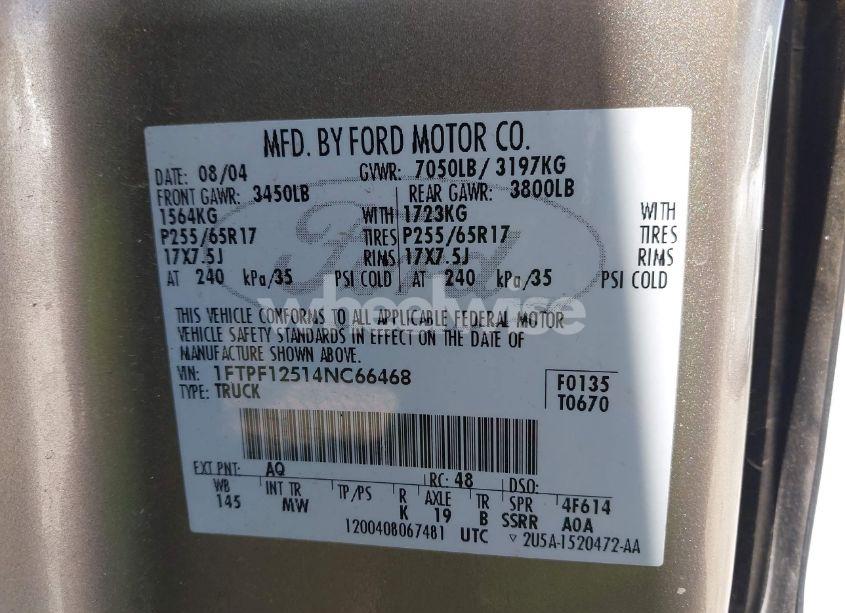 MFD. BY FORD MOTOR CO.
DATE: 08/04 GVWR: 7050LB/ 3197KG
FRONT GAWR: 3450LB REAR GAWR: 3800LB
1564KG WITH 1723KG WITH
P255/65R17 TIRES P255/65R17 TIRES
17X7.5J RIMS 17X7.5J RIMS
AT 240 kPa/35 PSI COLD AT 240 kPa/35 PSI COLD
Ford
wheelwise
THIS VEHICLE CONFORMS TO ALL APPLICABLE FEDERAL MOTOR
VEHICLE SAFETY STANDARDS IN EFFECT ON THE DATE OF
MANUFACTURE SHOWN ABOVE.
VIN: 1FTPF12514NC66468 F0135
TYPE: TRUCK T0670
EXT PNT: AQ RC: 48 DSO:
WB INT TR TP/PS R AXLE TR SPR 4F614
145 MW K 19 B SSRR A0A
1200408067481 UTC ▽ 2U5A-1520472-AA